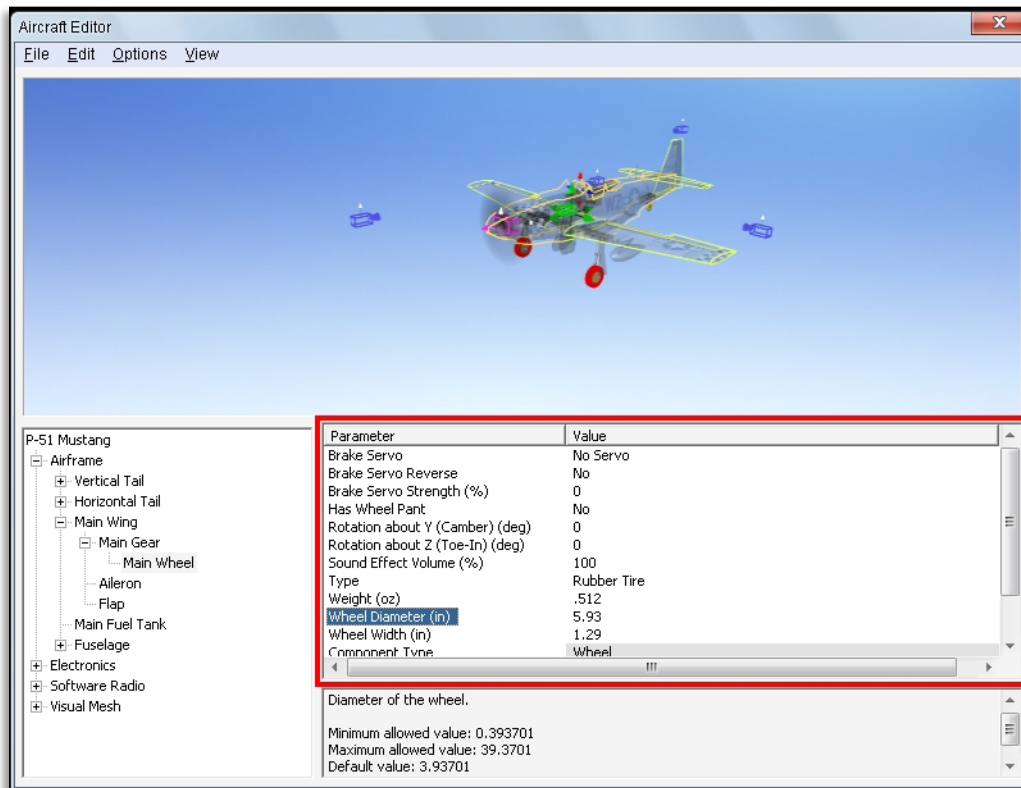 Aircraft Editor
File Edit Options View
P-51 Mustang
Airframe
Vertical Tail
Horizontal Tail
Main Wing
Main Gear
Main Wheel
Aileron
Flap
Main Fuel Tank
Fuselage
Electronics
Software Radio
Visual Mesh
Parameter Value
Brake Servo No Servo
Brake Servo Reverse No
Brake Servo Strength (%) 0
Has Wheel Pant No
Rotation about Y (Camber) (deg) 0
Rotation about Z (Toe-In) (deg) 0
Sound Effect Volume (%) 100
Type Rubber Tire
Weight (oz) .512
Wheel Diameter (in) 5.93
Wheel Width (in) 1.29
Component Type Wheel
Diameter of the wheel.
Minimum allowed value: 0.393701
Maximum allowed value: 39.3701
Default value: 3.93701